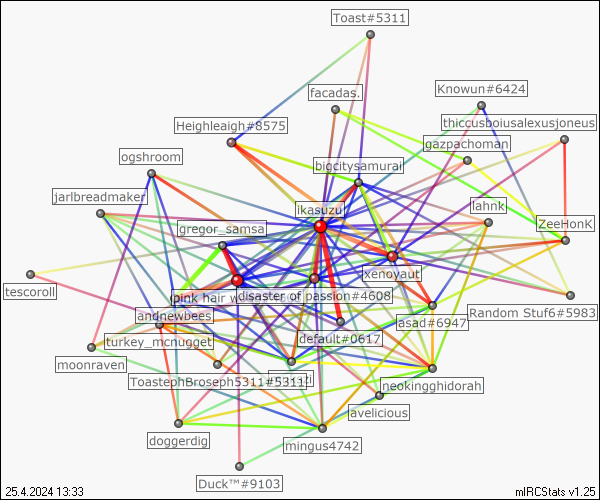 Toast#5311
Knowun#6424
facadas.
thiccusboiusalexusjoneus
Heighleaigh#8575
gazpachoman
ogshroom
bigcitysamurai
jarlbreadmaker
ikasuzu
lahnk
gregor_samsa
ZeeHonK
xenoyaut
tescoroll
pink hair w
disaster of passion#4608
Random Stuf6#5983
andnewbees
asad#6947
turkey_mcnugget
default#0617
moonraven
ToastephBroseph5311#5311
ti
neokingghidorah
avelicious
doggerdig
mingus4742
Duck™#9103
25.4.2024 13:33
mIRCStats v1.25